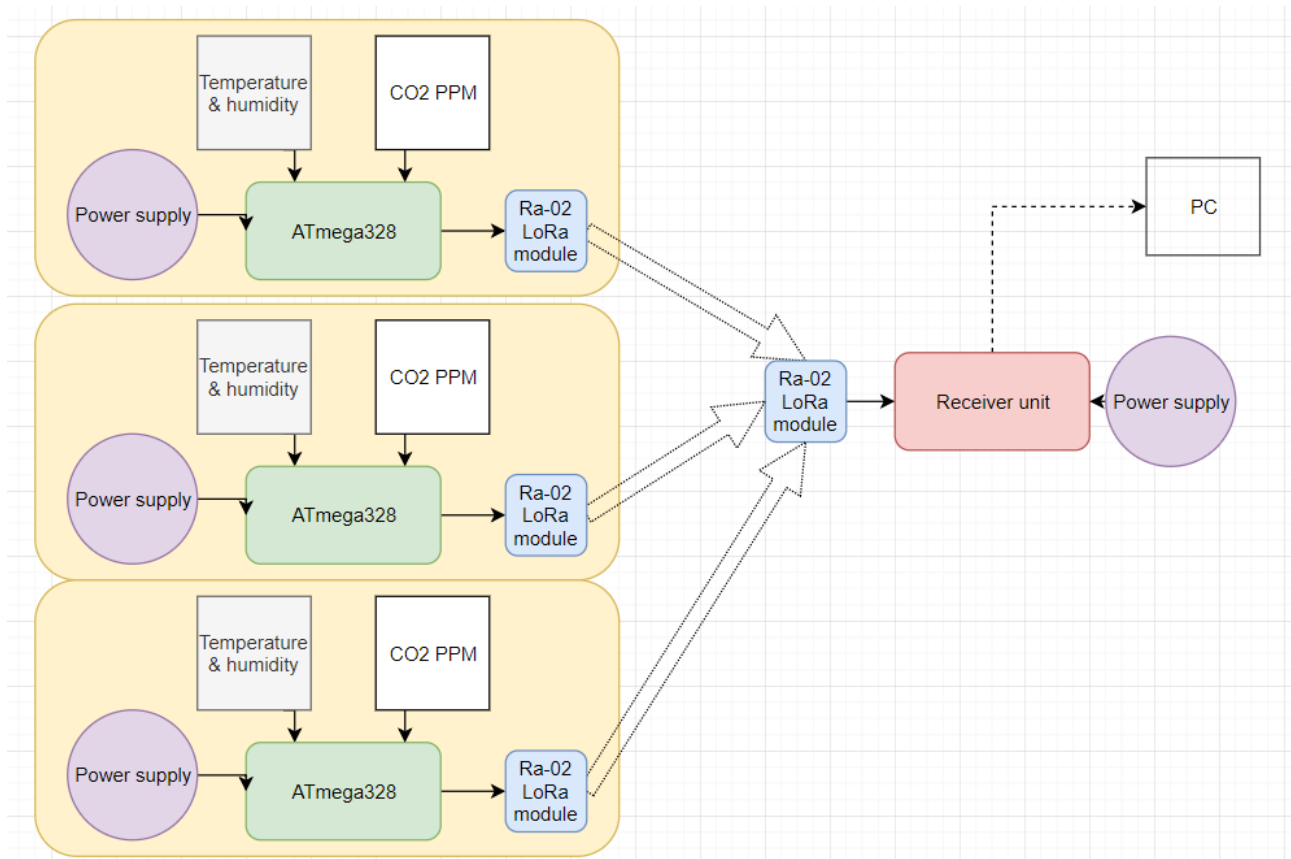 Temperature
& humidity
CO2 PPM
Power supply
ATmega328
Ra-02
LoRa
module
Temperature
& humidity
CO2 PPM
Power supply
ATmega328
Ra-02
LoRa
module
Temperature
& humidity
CO2 PPM
Power supply
ATmega328
Ra-02
LoRa
module
Ra-02
LoRa
module
Receiver unit
Power supply
PC